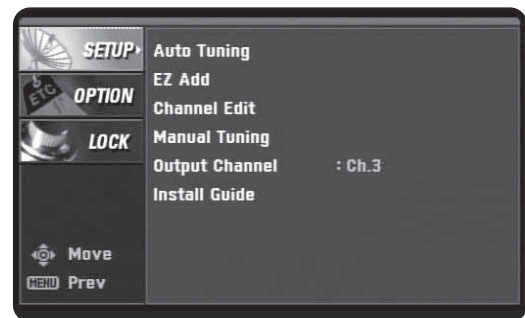 SETUP
ETC OPTION
LOCK
Auto Tuning
EZ Add
Channel Edit
Manual Tuning
Output Channel : Ch.3
Install Guide
Move
MENU Prev